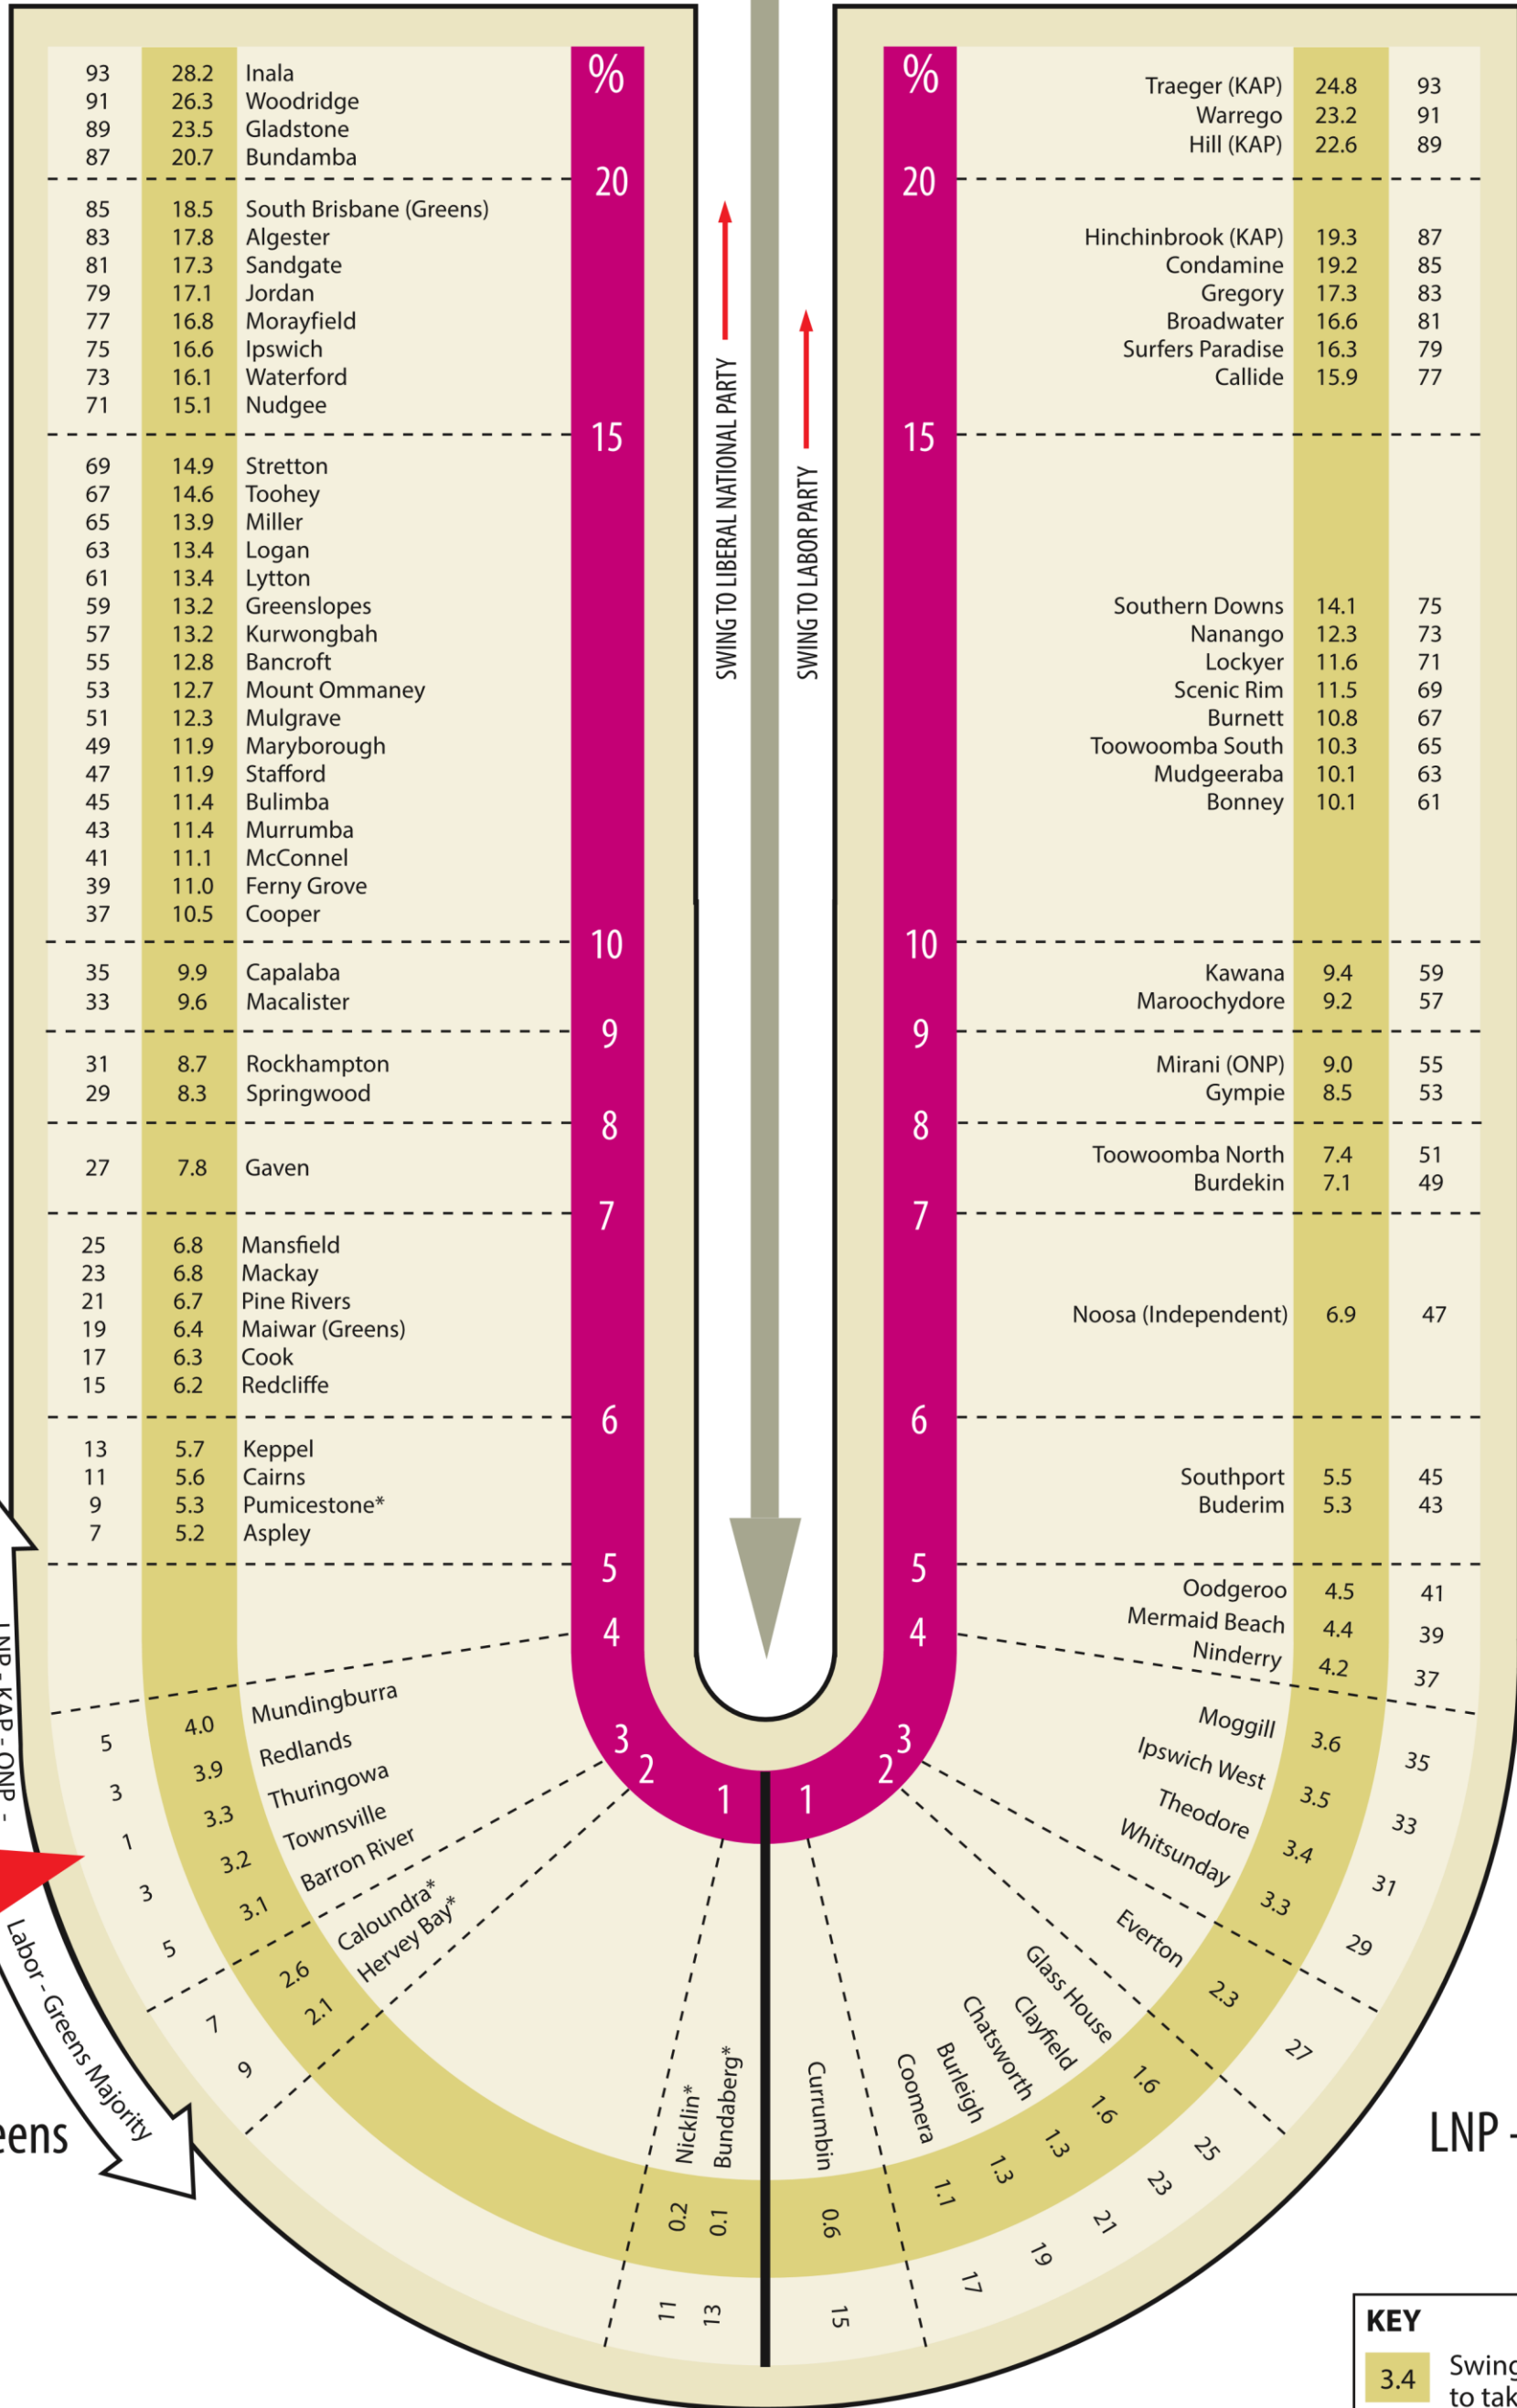 93 28.2 Inala
91 26.3 Woodridge
89 23.5 Gladstone
87 20.7 Bundamba
85 18.5 South Brisbane (Greens)
83 17.8 Algester
81 17.3 Sandgate
79 17.1 Jordan
77 16.8 Morayfield
75 16.6 Ipswich
73 16.1 Waterford
71 15.1 Nudgee
69 14.9 Stretton
67 14.6 Toohey
65 13.9 Miller
63 13.4 Logan
61 13.4 Lytton
59 13.2 Greenslopes
57 13.2 Kurwongbah
55 12.8 Bancroft
53 12.7 Mount Ommaney
51 12.3 Mulgrave
49 11.9 Maryborough
47 11.9 Stafford
45 11.4 Bulimba
43 11.4 Murrumba
41 11.1 McConnel
39 11.0 Ferny Grove
37 10.5 Cooper
35 9.9 Capalaba
33 9.6 Macalister
31 8.7 Rockhampton
29 8.3 Springwood
27 7.8 Gaven
25 6.8 Mansfield
23 6.8 Mackay
21 6.7 Pine Rivers
19 6.4 Maiwar (Greens)
17 6.3 Cook
15 6.2 Redcliffe
13 5.7 Keppel
11 5.6 Cairns
9 5.3 Pumicestone*
7 5.2 Aspley
5 4.0 Mundingburra
3 3.9 Redlands
1 3.3 Thuringowa
3 3.2 Townsville
5 3.1 Barron River
7 2.6 Caloundra*
9 2.1 Hervey Bay*
11 0.2 Nicklin*
13 0.1 Bundaberg*
%
20
15
10
9
8
7
6
5
4
3
2
1
SWING TO LIBERAL NATIONAL PARTY
SWING TO LABOR PARTY
%
20
15
10
9
8
7
6
5
4
3
2
1
Traeger (KAP) 24.8 93
Warrego 23.2 91
Hill (KAP) 22.6 89
Hinchinbrook (KAP) 19.3 87
Condamine 19.2 85
Gregory 17.3 83
Broadwater 16.6 81
Surfers Paradise 16.3 79
Callide 15.9 77
Southern Downs 14.1 75
Nanango 12.3 73
Lockyer 11.6 71
Scenic Rim 11.5 69
Burnett 10.8 67
Toowoomba South 10.3 65
Mudgeeraba 10.1 63
Bonney 10.1 61
Kawana 9.4 59
Maroochydore 9.2 57
Mirani (ONP) 9.0 55
Gympie 8.5 53
Toowoomba North 7.4 51
Burdekin 7.1 49
Noosa (Independent) 6.9 47
Southport 5.5 45
Buderim 5.3 43
Oodgeroo 4.5 41
Mermaid Beach 4.4 39
Ninderry 4.2 37
Moggill 3.6 35
Ipswich West 3.5 33
Theodore 3.4 31
Whitsunday 3.3 29
Everton 2.3 27
Glass House 1.6 25
Clayfield 1.6 23
Chatsworth 1.3 21
Burleigh 1.3 19
Coomera 1.1 17
Currumbin 0.6 15
LNP - KAP - ONP -
Labor - Greens Majority
eens
LNP -
KEY
3.4 Swing
to tak